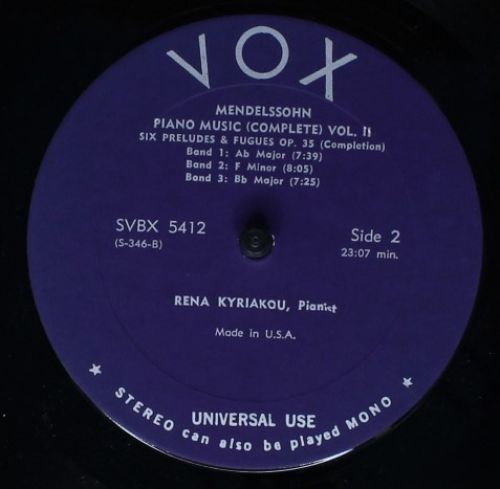 VOX
MENDELSSOHN
PIANO MUSIC (COMPLETE) VOL. II
SIX PRELUDES & FUGUES OP. 35 (Completion)
Band 1: Ab Major (7:39)
Band 2: F Minor (8:05)
Band 3: Bb Major (7:25)
SVBX 5412
(S-346-B)
Side 2
23:07 min.
RENA KYRIAKOU, Pianist
Made in U.S.A.
UNIVERSAL USE
★ STEREO can also be played MONO ★